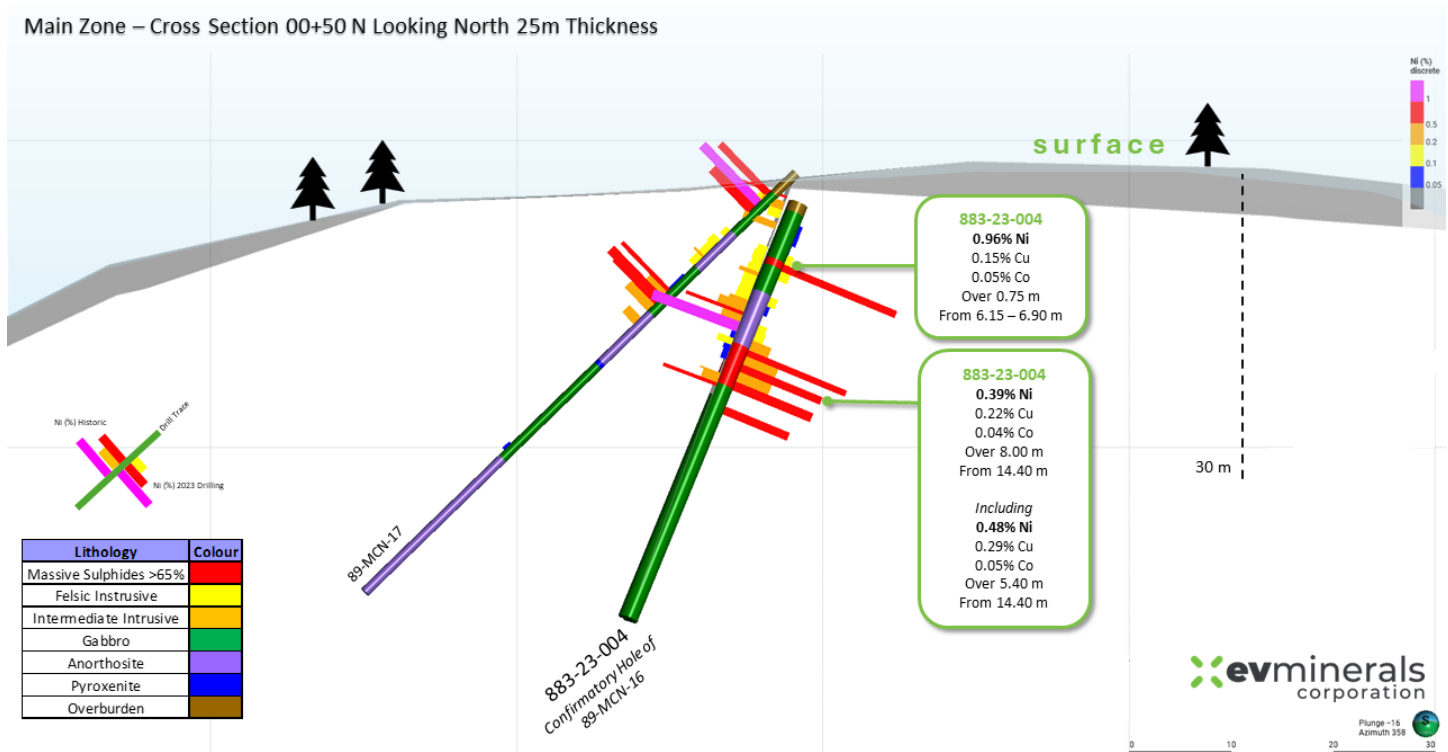 Main Zone – Cross Section 00+50 N Looking North 25m Thickness
Ni (%)
discrete
1
0.5
0.2
0.1
0.05
surface
883-23-004
0.96% Ni
0.15% Cu
0.05% Co
Over 0.75 m
From 6.15 – 6.90 m
883-23-004
0.39% Ni
0.22% Cu
0.04% Co
Over 8.00 m
From 14.40 m
Including
0.48% Ni
0.29% Cu
0.05% Co
Over 5.40 m
From 14.40 m
30 m
Ni (%) Historic
Drill Trace
Ni (%) 2023 Drilling
Lithology Colour
Massive Sulphides >65%
Felsic Instrusive
Intermediate Intrusive
Gabbro
Anorthosite
Pyroxenite
Overburden
89-MCN-17
883-23-004
Confirmatory Hole of
89-MCN-16
evminerals
corporation
Plunge -16
Azimuth 358
S
0 10 20 30